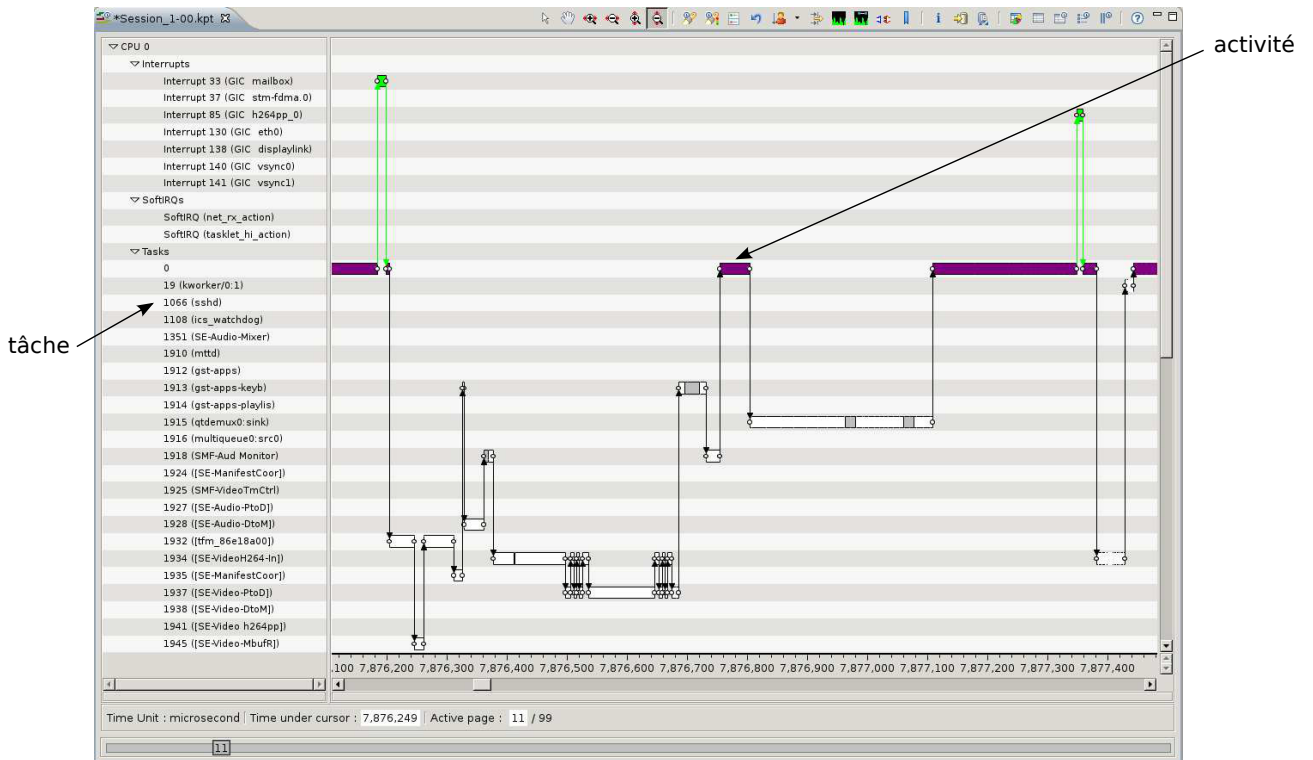 *Session_1-00.kpt
activité
CPU 0
Interrupts
Interrupt 33 (GIC mailbox)
Interrupt 37 (GIC stm-fdma.0)
Interrupt 85 (GIC h264pp_0)
Interrupt 130 (GIC eth0)
Interrupt 138 (GIC displaylink)
Interrupt 140 (GIC vsync0)
Interrupt 141 (GIC vsync1)
SoftIRQs
SoftIRQ (net_rx_action)
SoftIRQ (tasklet_hi_action)
Tasks
0
19 (kworker/0:1)
1066 (sshd)
1108 (ics_watchdog)
tâche
1351 (SE-Audio-Mixer)
1910 (mttd)
1912 (gst-apps)
1913 (gst-apps-keyb)
1914 (gst-apps-playlis)
1915 (qtdemux0:sink)
1916 (multiqueue0:src0)
1918 (SMF-Aud Monitor)
1924 ([SE-ManifestCoor])
1925 (SMF-VideoTmCtrl)
1927 ([SE-Audio-PtoD])
1928 ([SE-Audio-DtoM])
1932 ([tfm_86e18a00])
1934 ([SE-VideoH264-In])
1935 ([SE-ManifestCoor])
1937 ([SE-Video-PtoD])
1938 ([SE-Video-DtoM])
1941 ([SE-Video h264pp])
1945 ([SE-Video-MbufR])
.100 7,876,200 7,876,300 7,876,400 7,876,500 7,876,600 7,876,700 7,876,800 7,876,900 7,877,000 7,877,100 7,877,200 7,877,300 7,877,400
Time Unit : microsecond Time under cursor : 7,876,249 Active page : 11 / 99
11